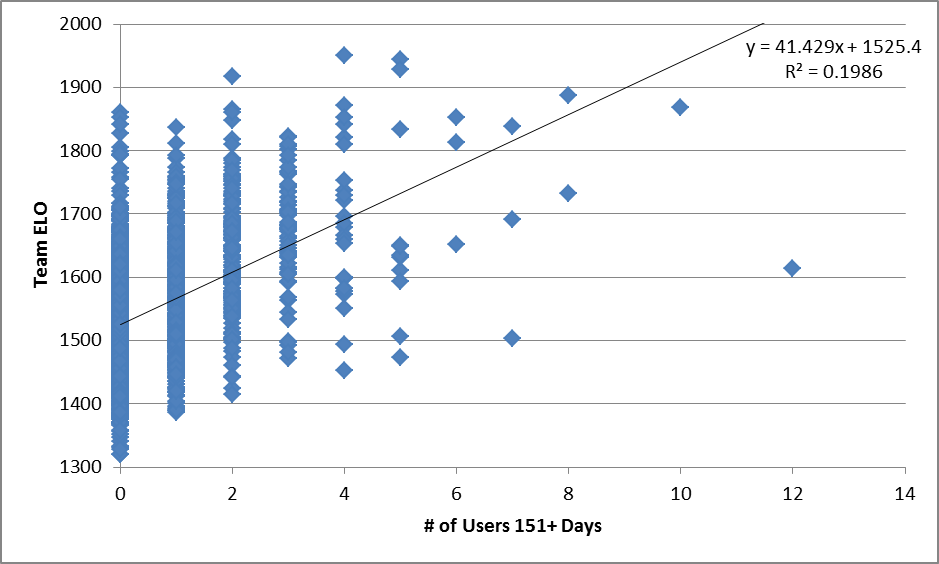 2000
y = 41.429x + 1525.4
R² = 0.1986
1900
1800
1700
1600
1500
1400
1300
Team ELO
0 2 4 6 8 10 12 14
# of Users 151+ Days